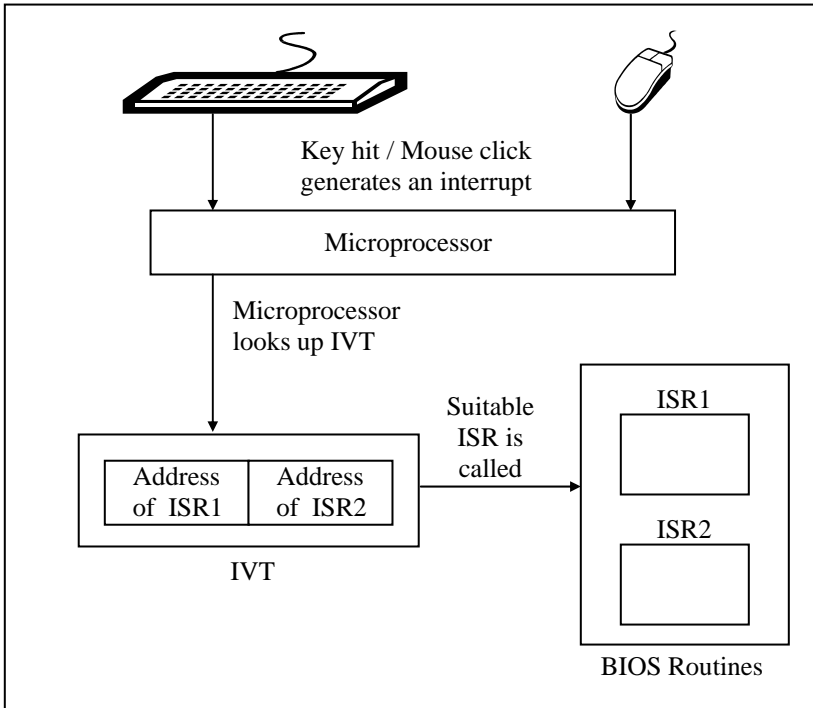 Key hit / Mouse click
generates an interrupt
Microprocessor
Microprocessor
looks up IVT
Suitable
ISR is
called
ISR1
Address
of ISR1
Address
of ISR2
ISR2
IVT
BIOS Routines